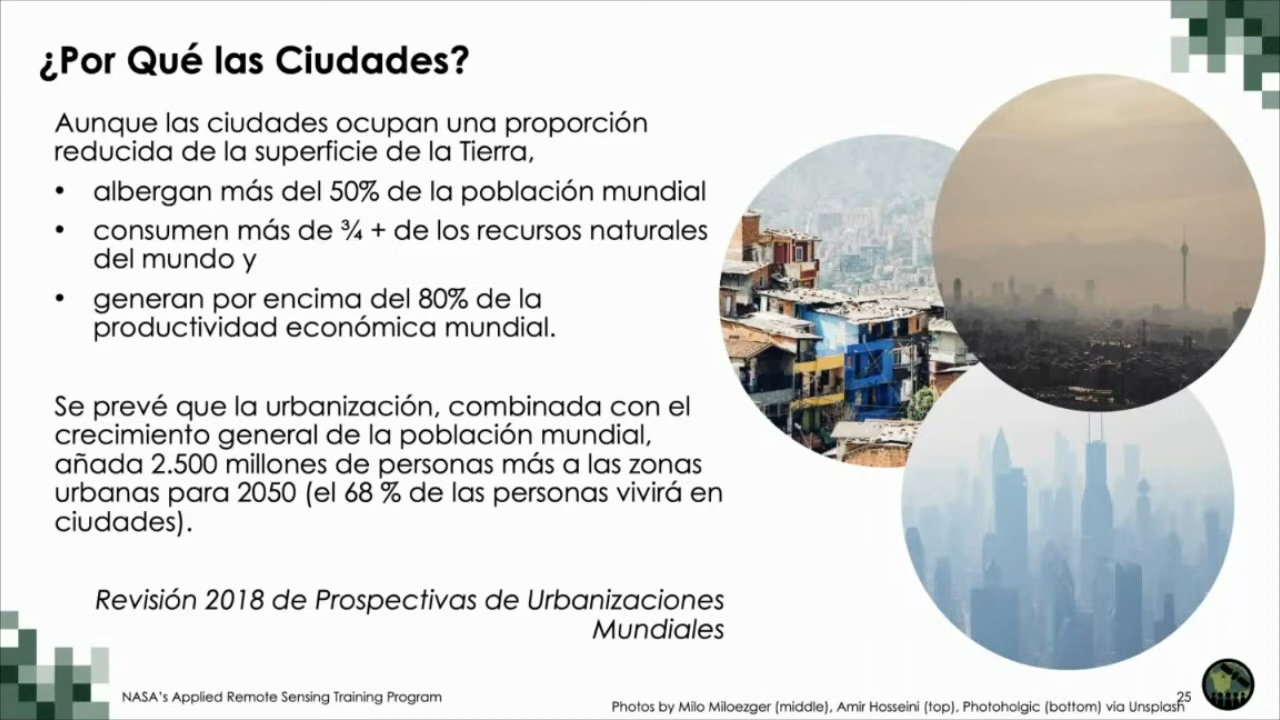 ¿Por Qué las Ciudades?
Aunque las ciudades ocupan una proporción
reducida de la superficie de la Tierra,
• albergan más del 50% de la población mundial
• consumen más de ¾ + de los recursos naturales
del mundo y
• generan por encima del 80% de la
productividad económica mundial.
Se prevé que la urbanización, combinada con el
crecimiento general de la población mundial,
añada 2.500 millones de personas más a las zonas
urbanas para 2050 (el 68 % de las personas vivirá en
ciudades).
Revisión 2018 de Prospectivas de Urbanizaciones
Mundiales
NASA's Applied Remote Sensing Training Program
25
Photos by Milo Miloezger (middle), Amir Hosseini (top), Photoholgic (bottom) via Unsplash